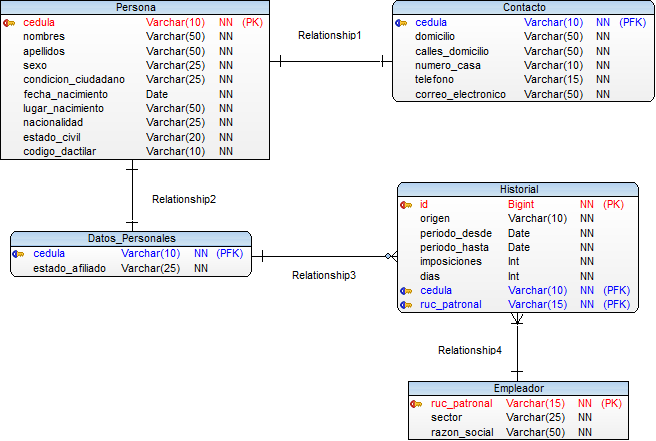 Persona
cedula Varchar(10) NN (PK)
nombres Varchar(50) NN
apellidos Varchar(50) NN
sexo Varchar(25) NN
condicion_ciudadano Varchar(25) NN
fecha_nacimiento Date NN
lugar_nacimiento Varchar(50) NN
nacionalidad Varchar(25) NN
estado_civil Varchar(20) NN
codigo_dactilar Varchar(10) NN
Relationship1
Contacto
cedula Varchar(10) NN (PFK)
domicilio Varchar(50) NN
calles_domicilio Varchar(50) NN
numero_casa Varchar(10) NN
telefono Varchar(15) NN
correo_electronico Varchar(50) NN
Relationship2
Datos_Personales
cedula Varchar(10) NN (PFK)
estado_afiliado Varchar(25) NN
Relationship3
Historial
id Bigint NN (PK)
origen Varchar(10) NN
periodo_desde Date NN
periodo_hasta Date NN
imposiciones Int NN
dias Int NN
cedula Varchar(10) NN (PFK)
ruc_patronal Varchar(15) NN (PFK)
Relationship4
Empleador
ruc_patronal Varchar(15) NN (PK)
sector Varchar(25) NN
razon_social Varchar(50) NN